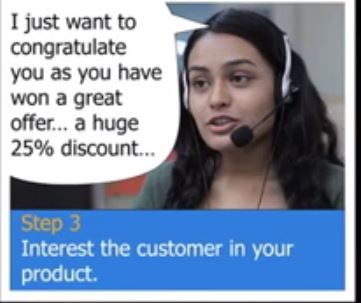 I just want to
congratulate
you as you have
won a great
offer... a huge
25% discount...
Step 3
Interest the customer in your
product.